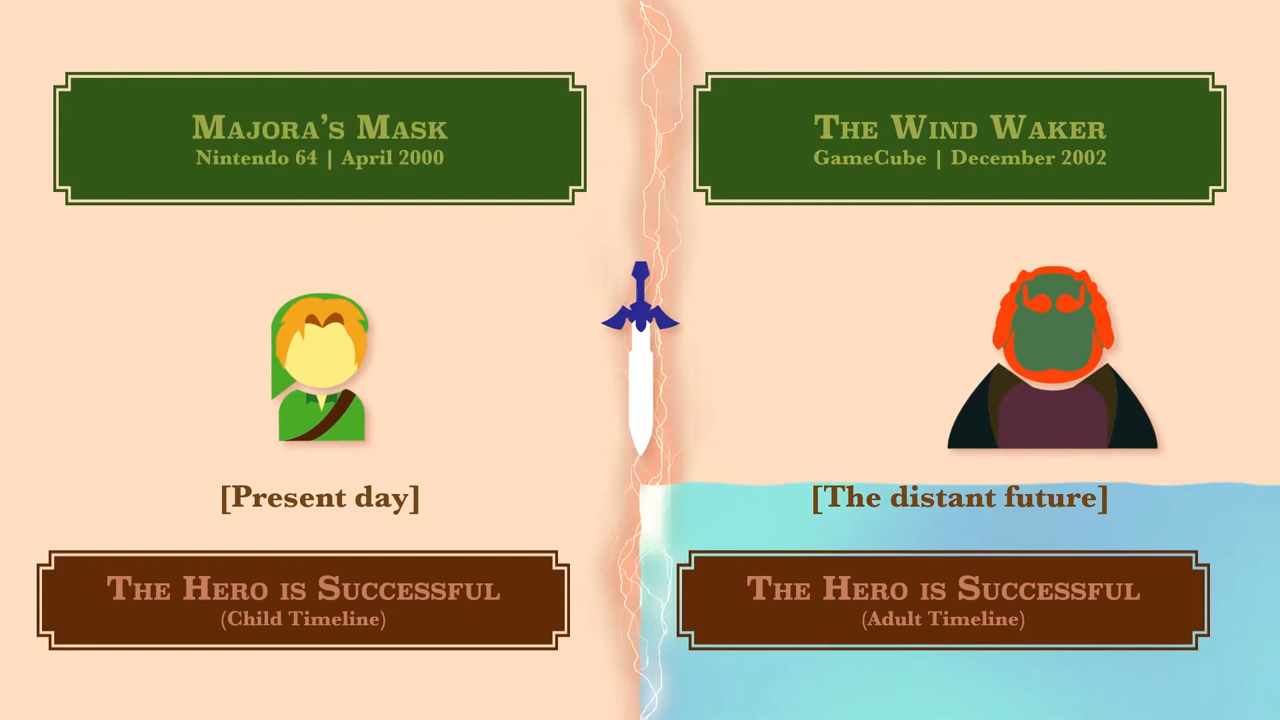 Majora's Mask
Nintendo 64 | April 2000
[Present day]
The Hero is Successful
(Child Timeline)
The Wind Waker
GameCube | December 2002
[The distant future]
The Hero is Successful
(Adult Timeline)